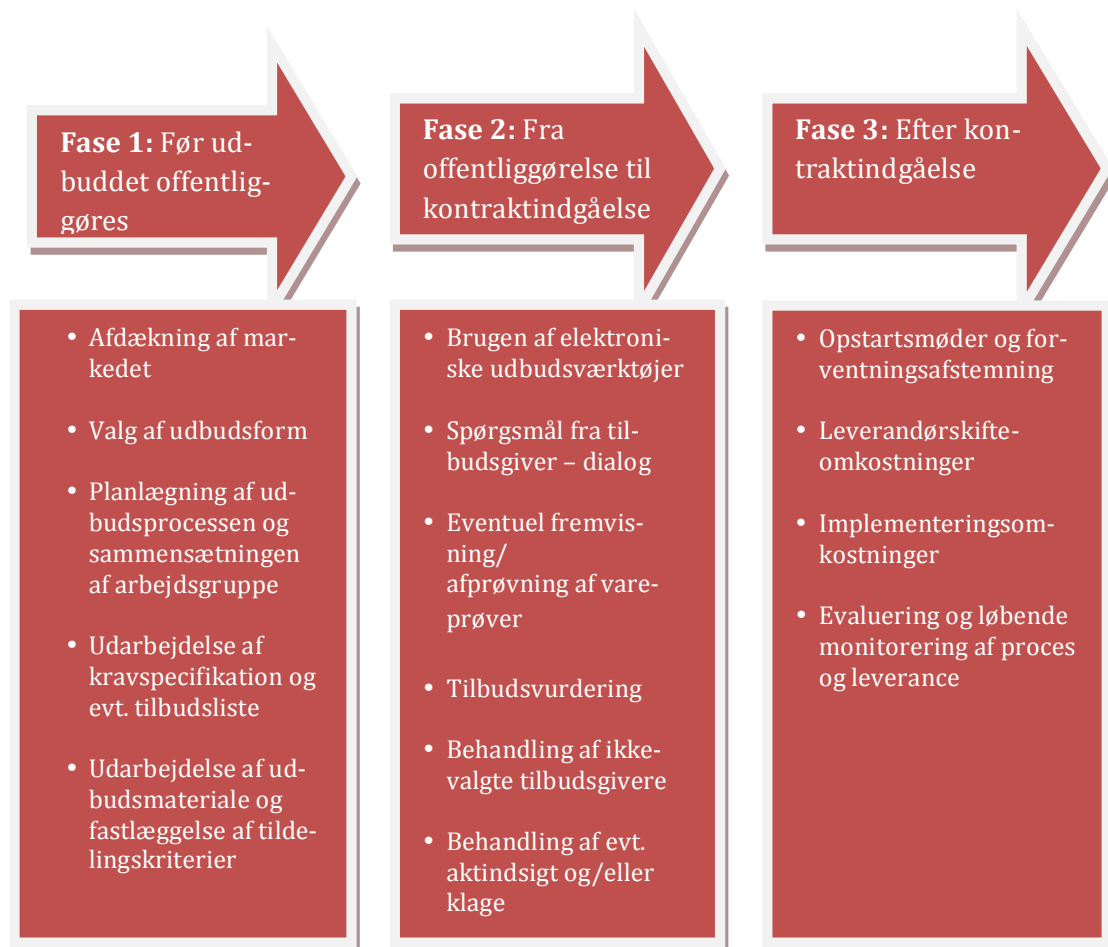 Fase 1: Før ud-
buddet offentlig-
gøres
Fase 2: Fra
offentliggørelse til
kontraktindgåelse
Fase 3: Efter kon-
traktindgåelse
• Afdækning af mar-
kedet
• Valg af udbudsform
• Planlægning af ud-
budsprocessen og
sammensætningen
af arbejdsgruppe
• Udarbejdelse af
kravspecifikation og
evt. tilbudsliste
• Udarbejdelse af ud-
budsmateriale og
fastlæggelse af tilde-
lingskriterier
• Brugen af elektroni-
ske udbudsværktøjer
• Spørgsmål fra til-
budsgiver – dialog
• Eventuel fremvis-
ning/
afprøvning af vare-
prøver
• Tilbudsvurdering
• Behandling af ikke-
valgte tilbudsgivere
• Behandling af evt.
aktindsigt og/eller
klage
• Opstartsmøder og for-
ventningsafstemning
• Leverandørskifte-
omkostninger
• Implementeringsom-
kostninger
• Evaluering og løbende
monitorering af proces
og leverance